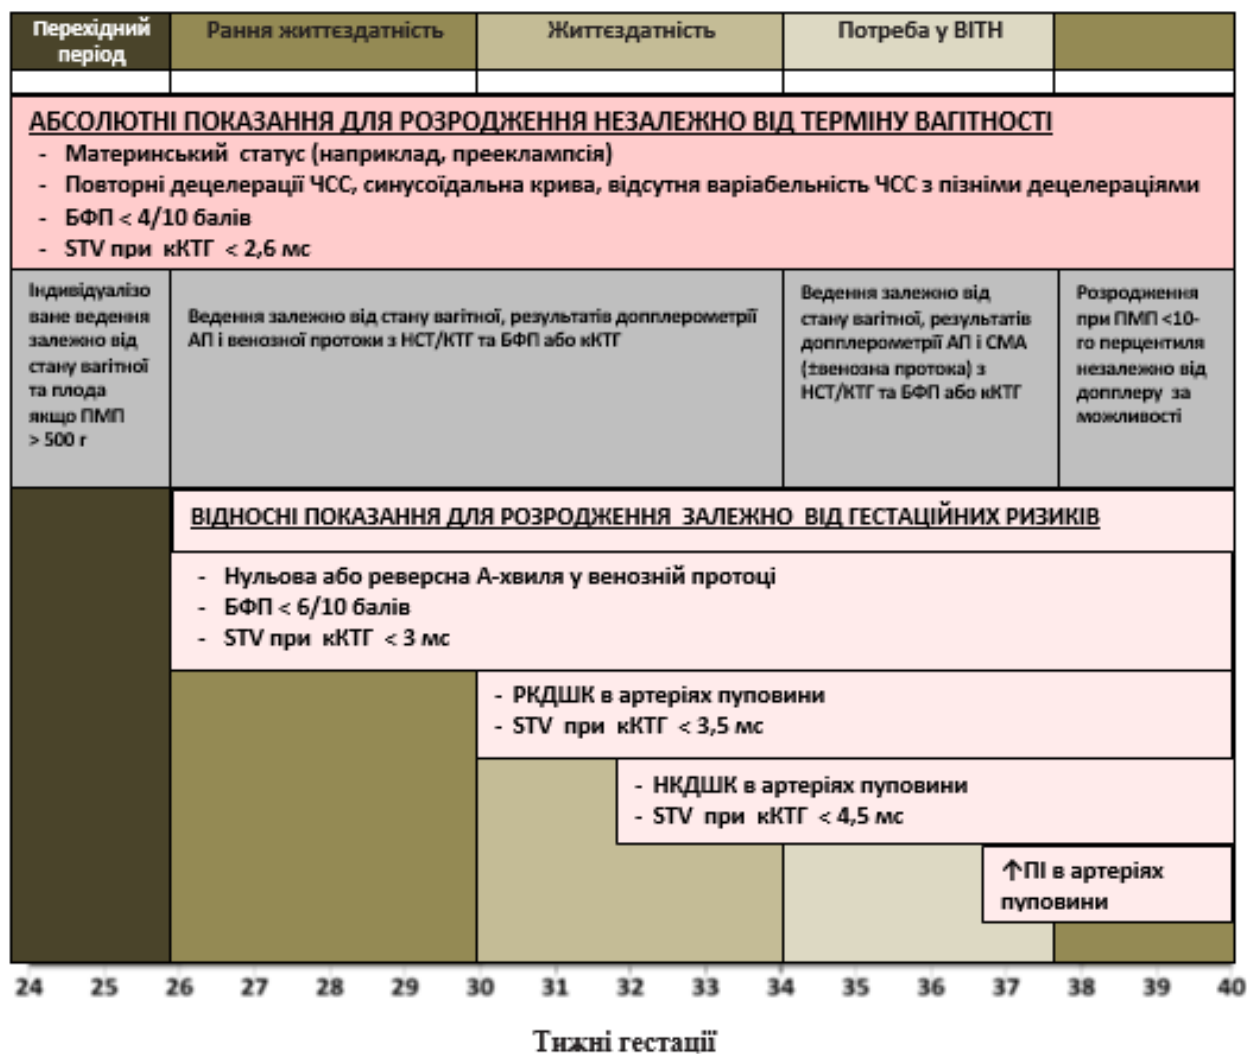 Перехідний
період
Рання життєздатність
Життєздатність
Потреба у ВІТН
АБСОЛЮТНІ ПОКАЗАННЯ ДЛЯ РОЗРОДЖЕННЯ НЕЗАЛЕЖНО ВІД ТЕРМІНУ ВАГІТНОСТІ
- Материнський статус (наприклад, прееклампсія)
- Повторні децелерації ЧСС, синусоїдальна крива, відсутня варіабельність ЧСС з пізніми децелераціями
- БФП < 4/10 балів
- STV при кКТГ < 2,6 мс
Індивідуалізо
ване ведення
залежно від
стану вагітної
та плода
якщо ПМП
> 500 г
Ведення залежно від стану вагітної, результатів допплерометрії
АП і венозної протоки з НСТ/КТГ та БФП або кКТГ
Ведення залежно від
стану вагітної, результатів
допплерометрії АП і СМА
(±венозна протока) з
НСТ/КТГ та БФП або кКТГ
Розродження
при ПМП <10-
го перцентиля
незалежно від
допплеру за
можливості
ВІДНОСНІ ПОКАЗАННЯ ДЛЯ РОЗРОДЖЕННЯ ЗАЛЕЖНО ВІД ГЕСТАЦІЙНИХ РИЗИКІВ
- Нульова або реверсна А-хвиля у венозній протоці
- БФП < 6/10 балів
- STV при кКТГ < 3 мс
- РКДШК в артеріях пуповини
- STV при кКТГ < 3,5 мс
- НКДШК в артеріях пуповини
- STV при кКТГ < 4,5 мс
↑ПІ в артеріях
пуповини
24 25 26 27 28 29 30 31 32 33 34 35 36 37 38 39 40
Тижні гестації